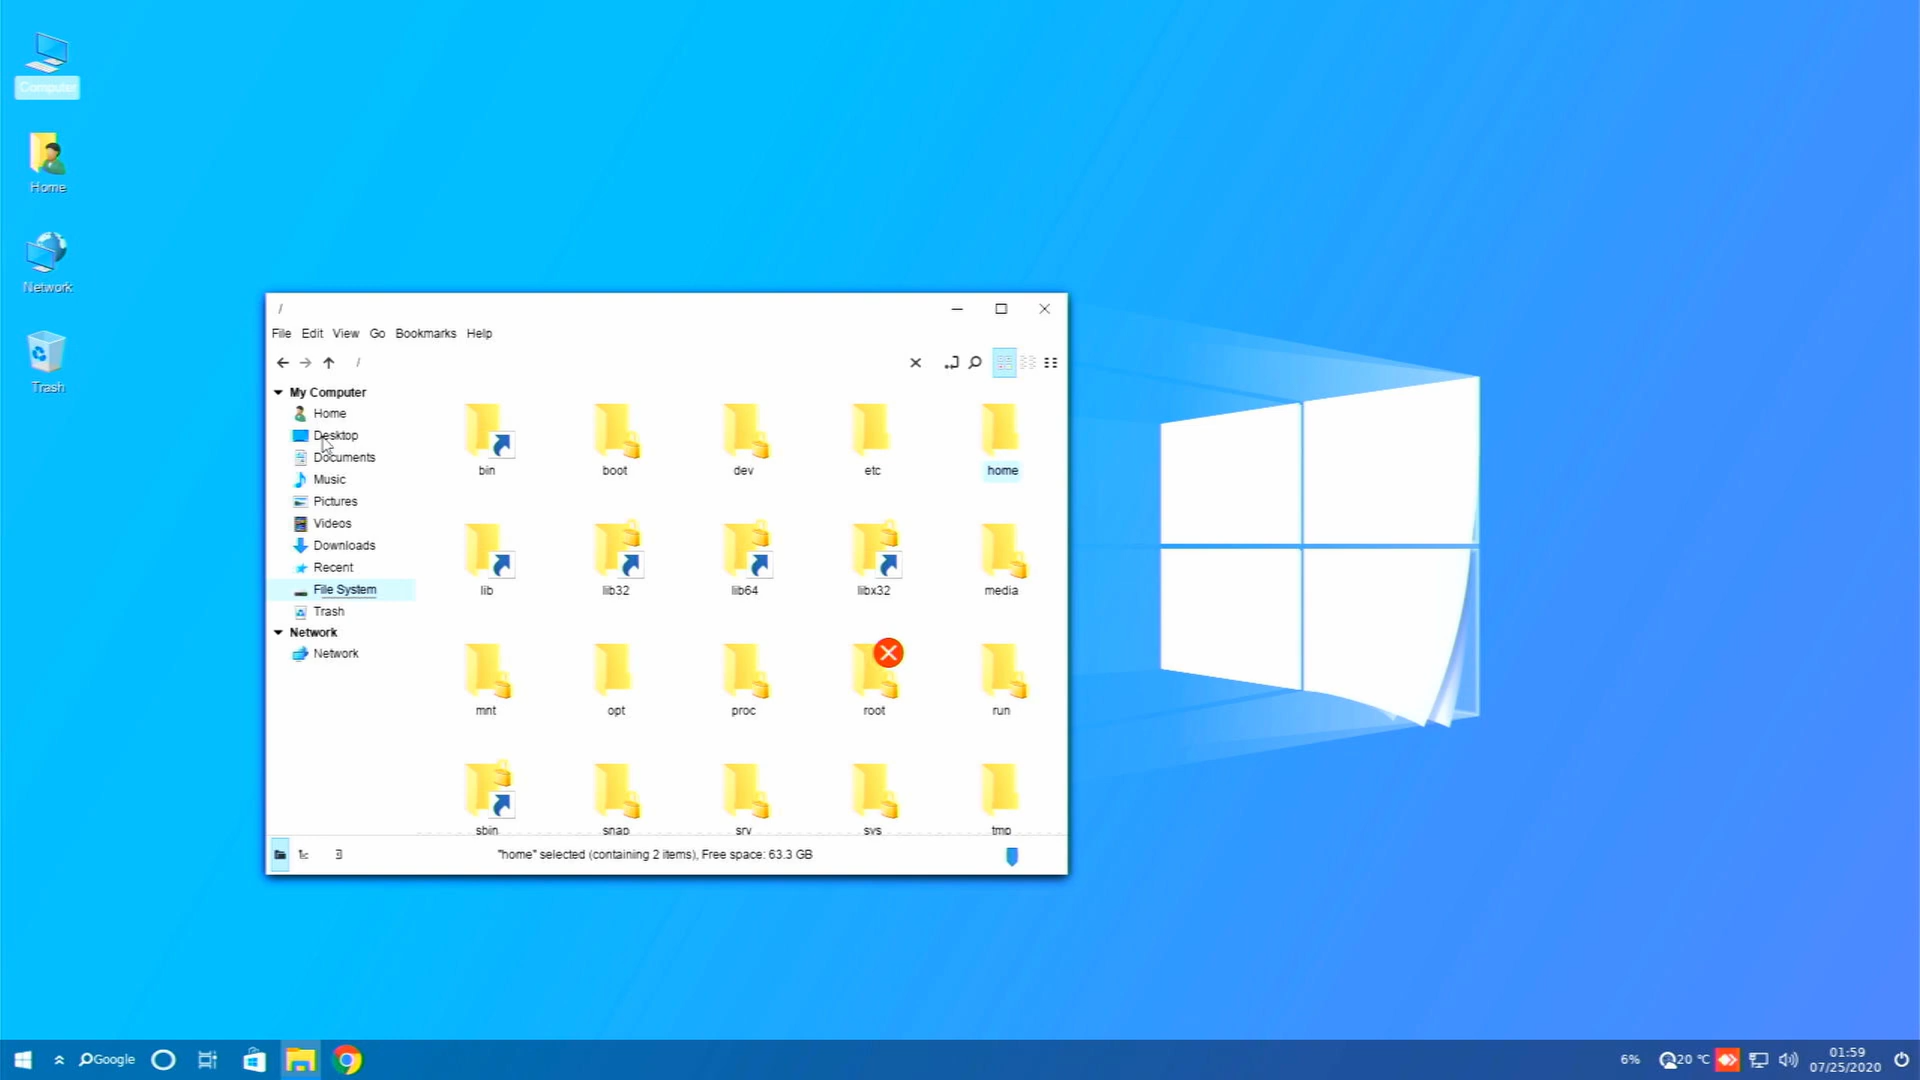 Computer
Home
Network
Trash
/
File Edit View Go Bookmarks Help
/
My Computer
Home
Desktop
Documents
Music
Pictures
Videos
Downloads
Recent
File System
Trash
Network
Network
bin boot dev etc home
lib lib32 lib64 libx32 media
mnt opt proc root run
sbin snap srv sys tmp
"home" selected (containing 2 items), Free space: 63.3 GB
Google
6% 20 °C
01:59
07/25/2020